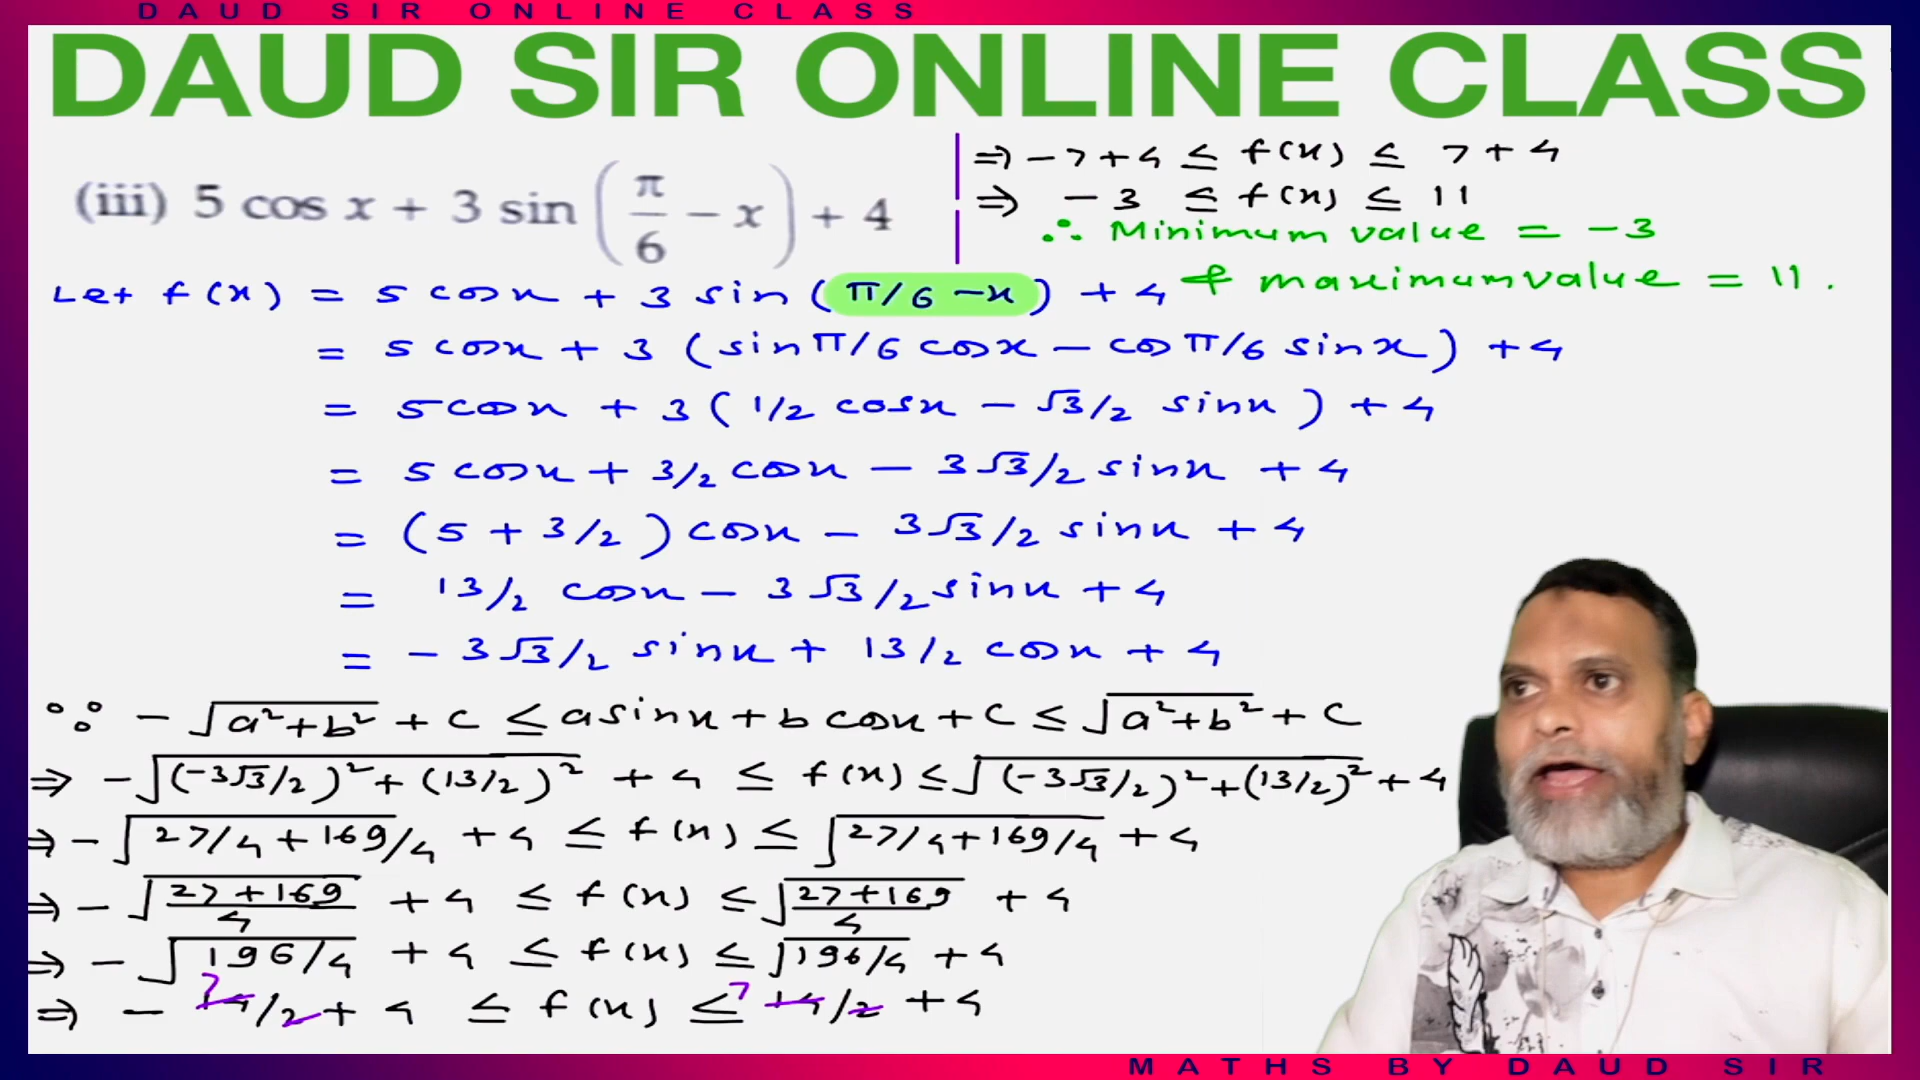 DAUD SIR ONLINE CLASS
DAUD SIR ONLINE CLASS
(iii) 5 cos x + 3 sin (π/6 − x) + 4
Let f(x) = 5 cosx + 3 sin (π/6 −x) + 4
= 5 cosx + 3 (sinπ/6 cosx − cosπ/6 sinx) + 4
= 5cosx + 3 (1/2 cosx − √3/2 sinx) + 4
= 5 cosx + 3/2 cosx − 3√3/2 sinx + 4
= (5 + 3/2) cosx − 3√3/2 sinx + 4
= 13/2 cosx − 3√3/2 sinx + 4
= − 3√3/2 sinx + 13/2 cosx + 4
∵ − √(a²+b²) + c ≤ asinx + b cosx + c ≤ √(a²+b²) + c
⇒ −√((-3√3/2)² + (13/2)²) + 4 ≤ f(x) ≤ √((-3√3/2)² + (13/2)²) + 4
⇒ −√(27/4 + 169/4) + 4 ≤ f(x) ≤ √(27/4 + 169/4) + 4
⇒ −√((27+169)/4) + 4 ≤ f(x) ≤ √((27+169)/4) + 4
⇒ −√(196/4) + 4 ≤ f(x) ≤ √(196/4) + 4
⇒ − 7 14/2 + 4 ≤ f(x) ≤ 7 14/2 + 4
⇒ −7+4 ≤ f(x) ≤ 7+4
⇒ −3 ≤ f(x) ≤ 11
∴ Minimum value = −3
& maximum value = 11.
MATHS BY DAUD SIR